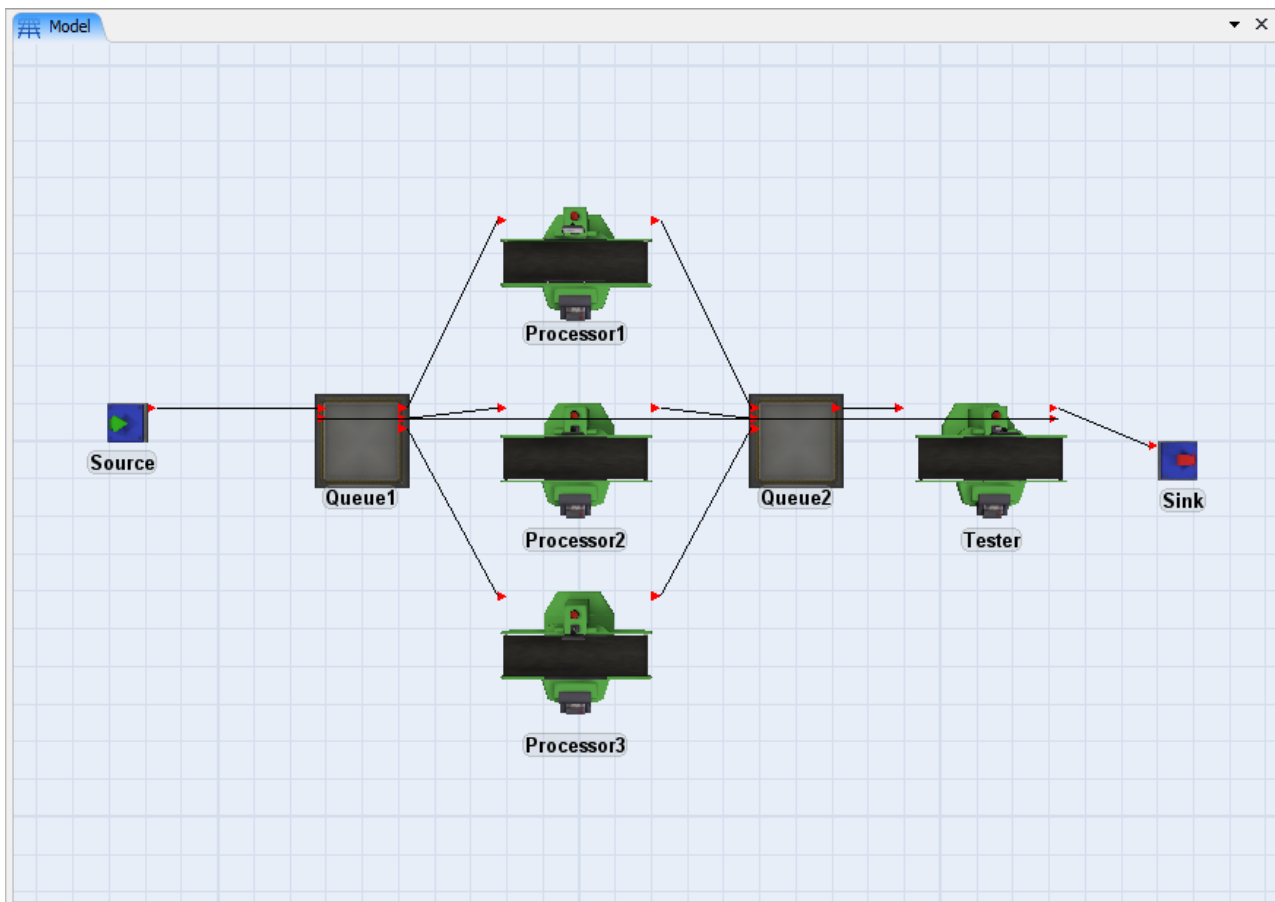 Model
Processor1
Source
Queue1
Queue2
Sink
Processor2
Tester
Processor3